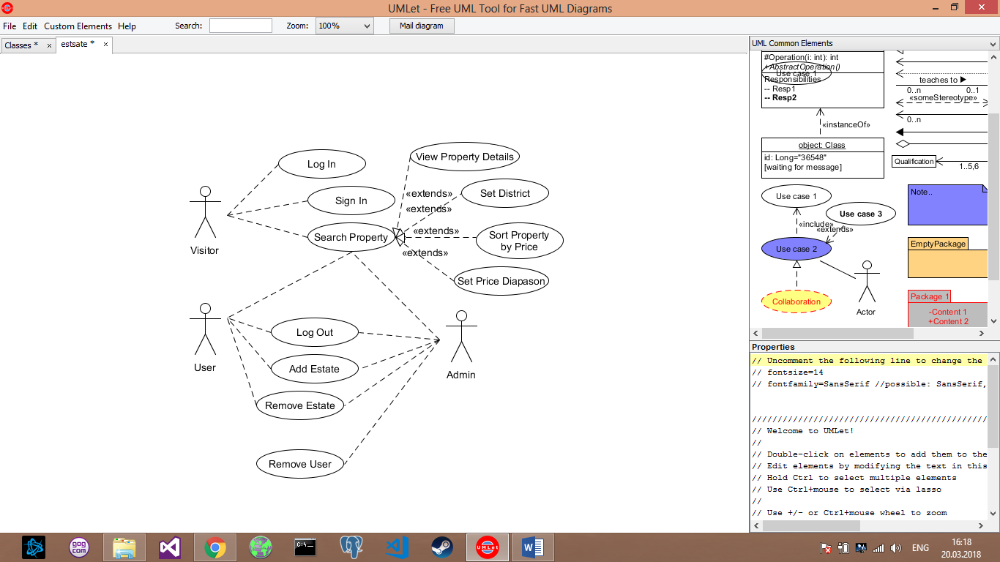 UMLet - Free UML Tool for Fast UML Diagrams
File Edit Custom Elements Help Search: Zoom: 100% Mail diagram
Classes *
estsate *
Log In
Sign In
Search Property
Visitor
View Property Details
«extends»
Set District
«extends»
«extends»
Sort Property
by Price
«extends»
Set Price Diapason
User
Log Out
Add Estate
Remove Estate
Remove User
Admin
UML Common Elements
#Operation(i: int): int
+AbstractOperation()
Use case 1
Responsibilities
-- Resp1
-- Resp2
«instanceOf»
object: Class
id: Long="36548"
[waiting for message]
teaches to
0..n 0..1
«someStereotype»
0..n
Qualification
1..5,6
Use case 1
«include»
Use case 3
«extends»
Use case 2
Collaboration
Actor
Note..
EmptyPackage
Package 1
-Content 1
+Content 2
Properties
// Uncomment the following line to change the
// fontsize=14
// fontfamily=SansSerif //possible: SansSerif,
//////////////////////////////////////////////
// Welcome to UMLet!
//
// Double-click on elements to add them to the
// Edit elements by modifying the text in this
// Hold Ctrl to select multiple elements
// Use Ctrl+mouse to select via lasso
//
// Use +/- or Ctrl+mouse wheel to zoom
gog
com
C:\_
UMLet
W
ENG
16:18
20.03.2018